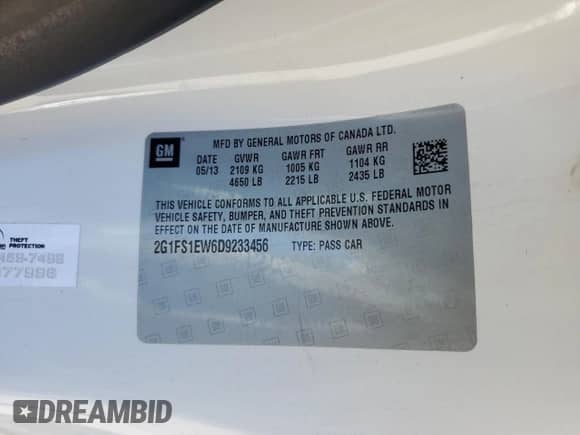 MFD BY GENERAL MOTORS OF CANADA LTD.
GM
DATE GVWR GAWR FRT GAWR RR
05/13 2109 KG 1005 KG 1104 KG
4650 LB 2215 LB 2435 LB
THIS VEHICLE CONFORMS TO ALL APPLICABLE U.S. FEDERAL MOTOR
VEHICLE SAFETY, BUMPER, AND THEFT PREVENTION STANDARDS IN
EFFECT ON THE DATE OF MANUFACTURE SHOWN ABOVE.
2G1FS1EW6D9233456 TYPE: PASS CAR
THEFT
PROTECTION
DREAMBID